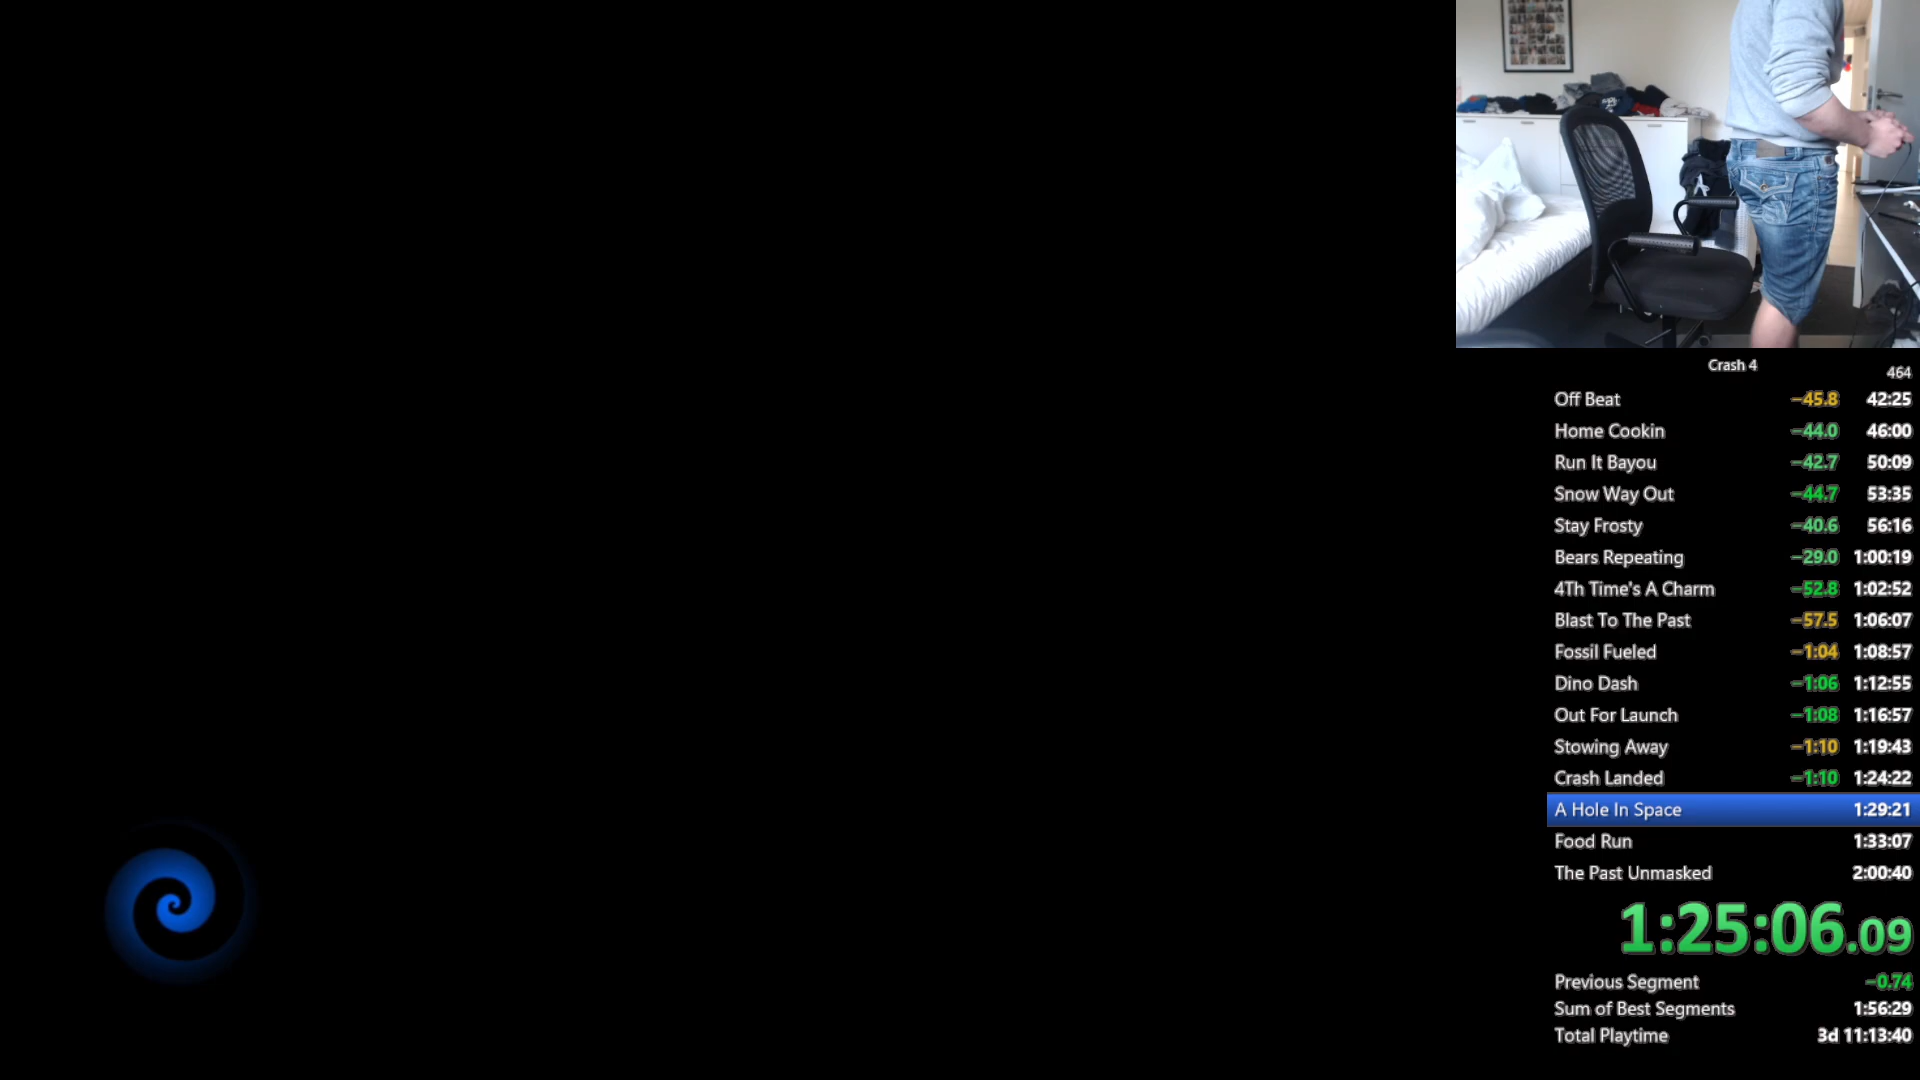 Crash 4
464
Off Beat -45.8 42:25
Home Cookin -44.0 46:00
Run It Bayou -42.7 50:09
Snow Way Out -44.7 53:35
Stay Frosty -40.6 56:16
Bears Repeating -29.0 1:00:19
4Th Time's A Charm -52.8 1:02:52
Blast To The Past -57.5 1:06:07
Fossil Fueled -1:04 1:08:57
Dino Dash -1:06 1:12:55
Out For Launch -1:08 1:16:57
Stowing Away -1:10 1:19:43
Crash Landed -1:10 1:24:22
A Hole In Space 1:29:21
Food Run 1:33:07
The Past Unmasked 2:00:40
1:25:06.09
Previous Segment -0.74
Sum of Best Segments 1:56:29
Total Playtime 3d 11:13:40